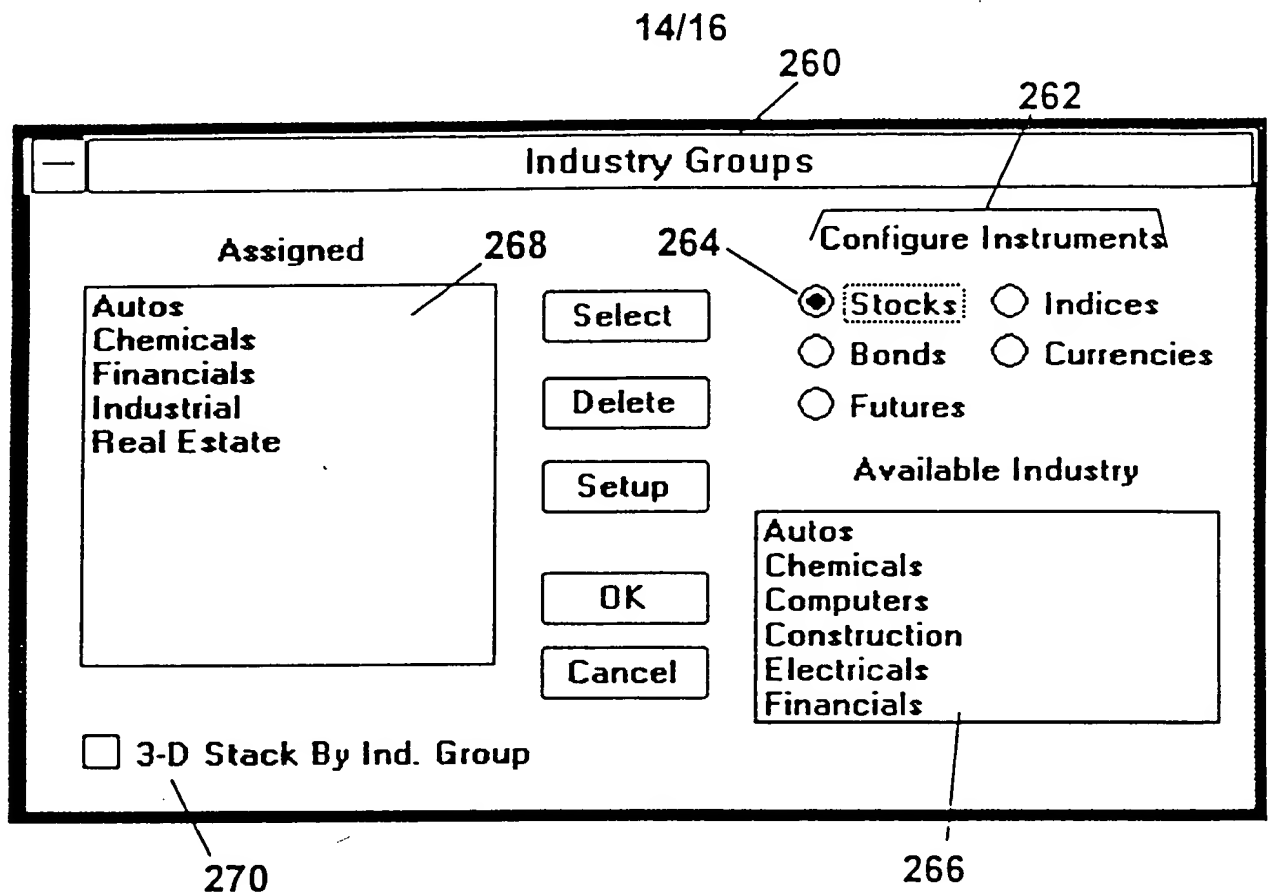 14/16
260
262
Industry Groups
Assigned
268
264
Configure Instruments
Autos
Chemicals
Financials
Industrial
Real Estate
Select
Delete
Setup
OK
Cancel
Stocks
Indices
Bonds
Currencies
Futures
Available Industry
Autos
Chemicals
Computers
Construction
Electricals
Financials
3-D Stack By Ind. Group
270
266